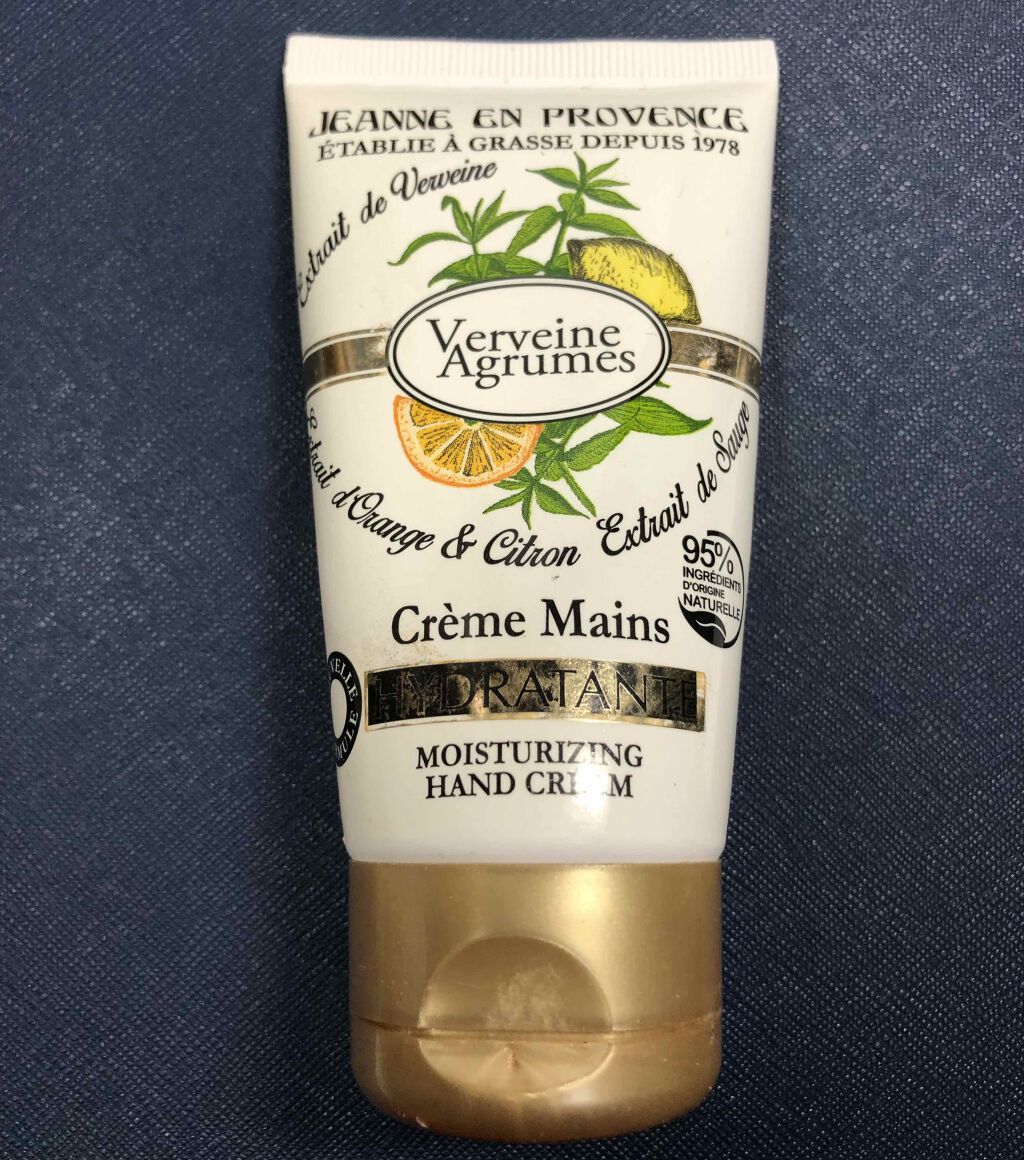 JEANNE EN PROVENCE
ÉTABLIE À GRASSE DEPUIS 1978
Extrait de Verveine
Verveine
Agrumes
Extrait d'Orange & Citron
Extrait de Sauge
95%
INGRÉDIENTS
D'ORIGINE
NATURELLE
Crème Mains
HYDRATANTE
MOISTURIZING
HAND CREAM